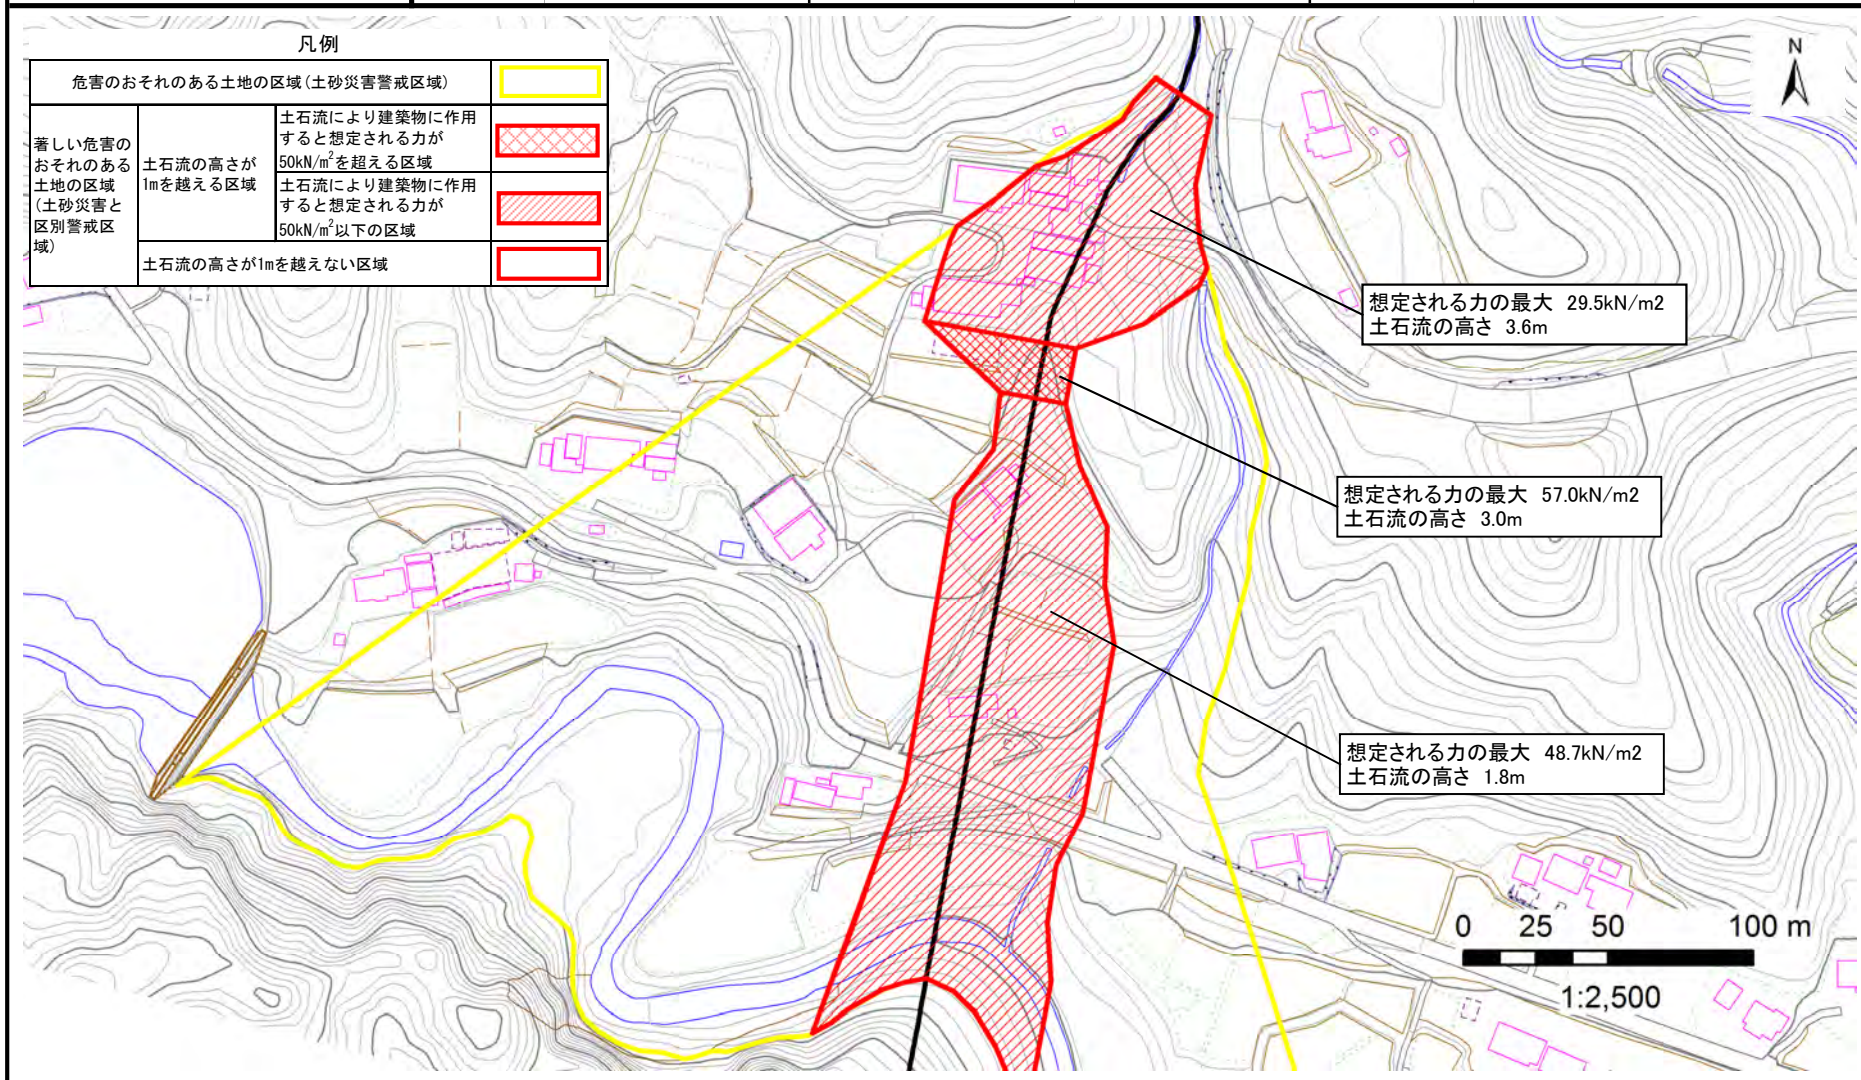 凡例
危害のおそれのある土地の区域(土砂災害警戒区域)
著しい危害の
おそれのある
土地の区域
(土砂災害と
区別警戒区
域)
土石流の高さが
1mを越える区域
土石流により建築物に作用
すると想定される力が
50kN/m²を超える区域
土石流により建築物に作用
すると想定される力が
50kN/m²以下の区域
土石流の高さが1mを越えない区域
N
想定される力の最大 29.5kN/m2
土石流の高さ 3.6m
想定される力の最大 57.0kN/m2
土石流の高さ 3.0m
想定される力の最大 48.7kN/m2
土石流の高さ 1.8m
0 25 50 100 m
1:2,500